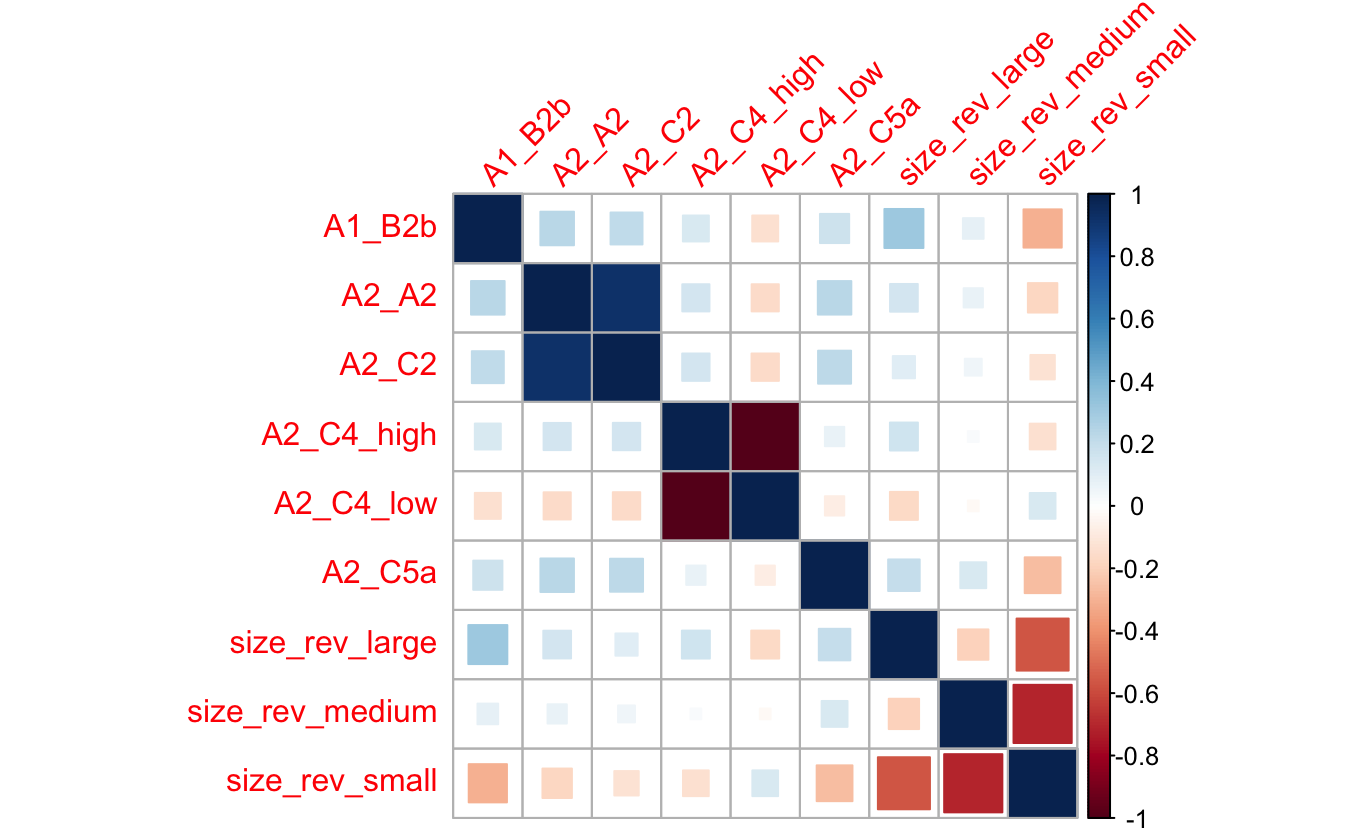 A1_B2b
A2_A2
A2_C2
A2_C4_high
A2_C4_low
A2_C5a
size_rev_large
size_rev_medium
size_rev_small
A1_B2b
A2_A2
A2_C2
A2_C4_high
A2_C4_low
A2_C5a
size_rev_large
size_rev_medium
size_rev_small
1
0.8
0.6
0.4
0.2
0
-0.2
-0.4
-0.6
-0.8
-1